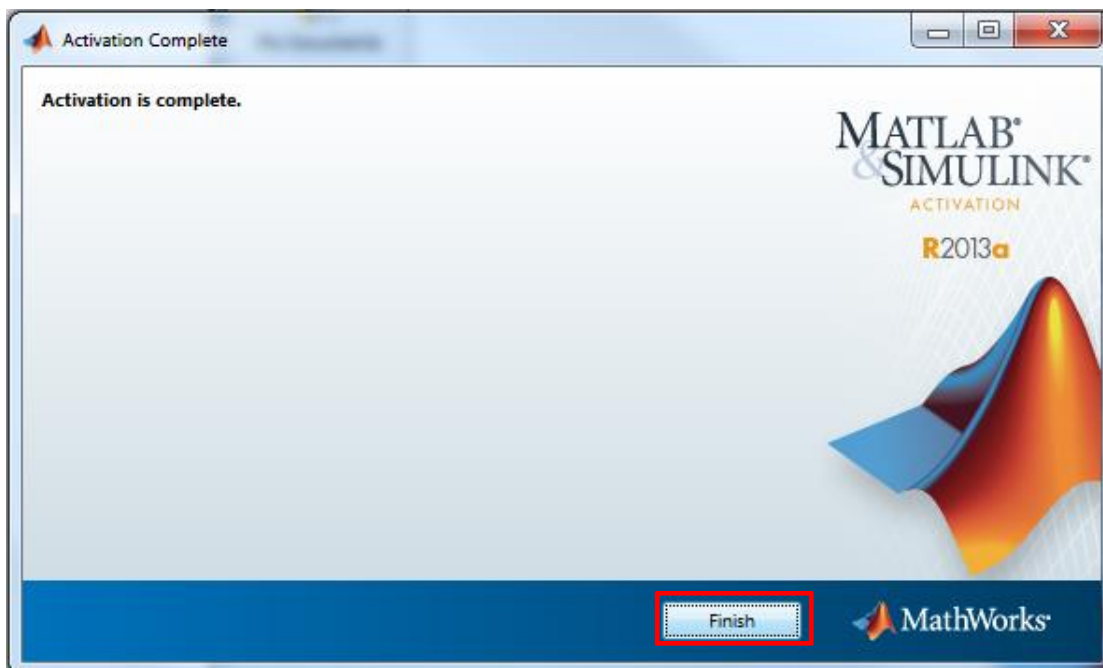 Activation Complete
Activation is complete.
MATLAB®
&SIMULINK®
ACTIVATION
R2013a
Finish
MathWorks®